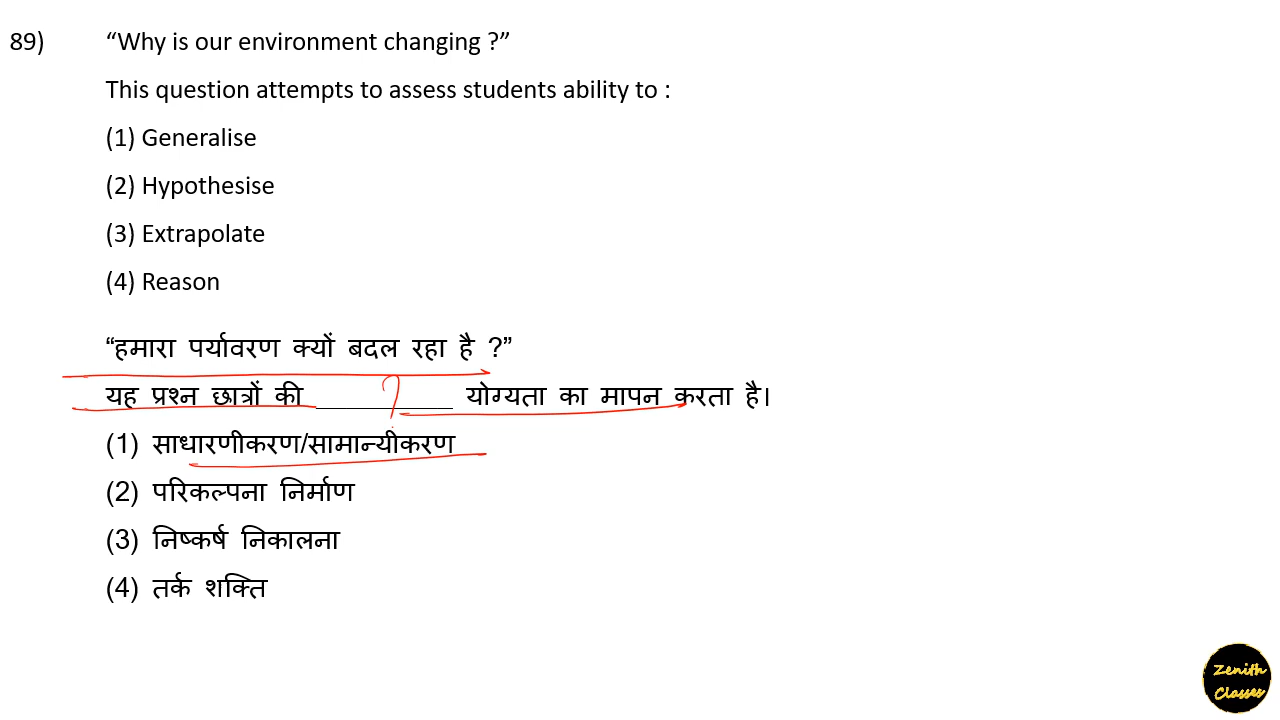 89) “Why is our environment changing ?”
This question attempts to assess students ability to :
(1) Generalise
(2) Hypothesise
(3) Extrapolate
(4) Reason
“हमारा पर्यावरण क्यों बदल रहा है ?”
यह प्रश्न छात्रों की __________ योग्यता का मापन करता है।
?
(1) साधारणीकरण/सामान्यीकरण
(2) परिकल्पना निर्माण
(3) निष्कर्ष निकालना
(4) तर्क शक्ति
Zenith
Classes